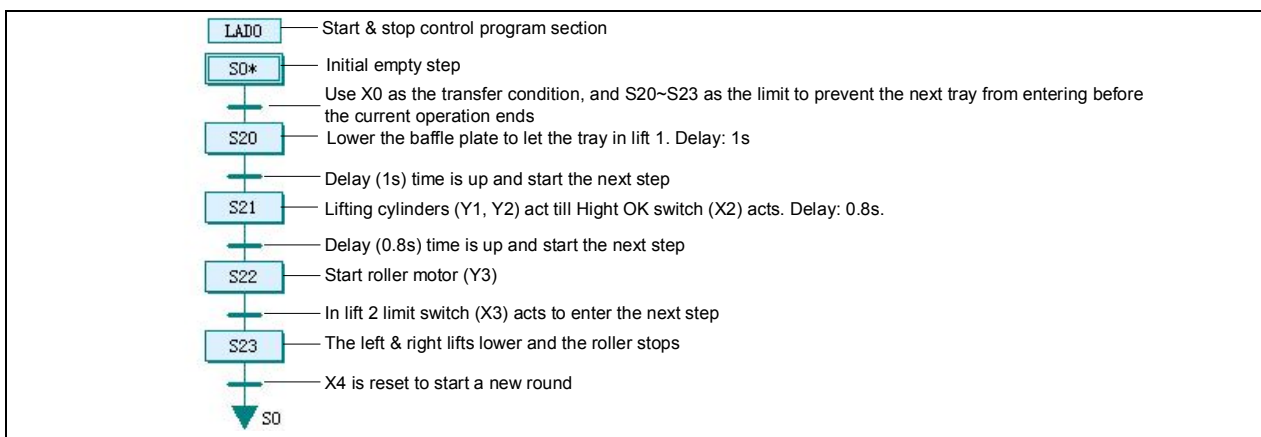 LAD0 Start & stop control program section
S0* Initial empty step
Use X0 as the transfer condition, and S20~S23 as the limit to prevent the next tray from entering before
the current operation ends
S20 Lower the baffle plate to let the tray in lift 1. Delay: 1s
Delay (1s) time is up and start the next step
S21 Lifting cylinders (Y1, Y2) act till Hight OK switch (X2) acts. Delay: 0.8s.
Delay (0.8s) time is up and start the next step
S22 Start roller motor (Y3)
In lift 2 limit switch (X3) acts to enter the next step
S23 The left & right lifts lower and the roller stops
X4 is reset to start a new round
S0